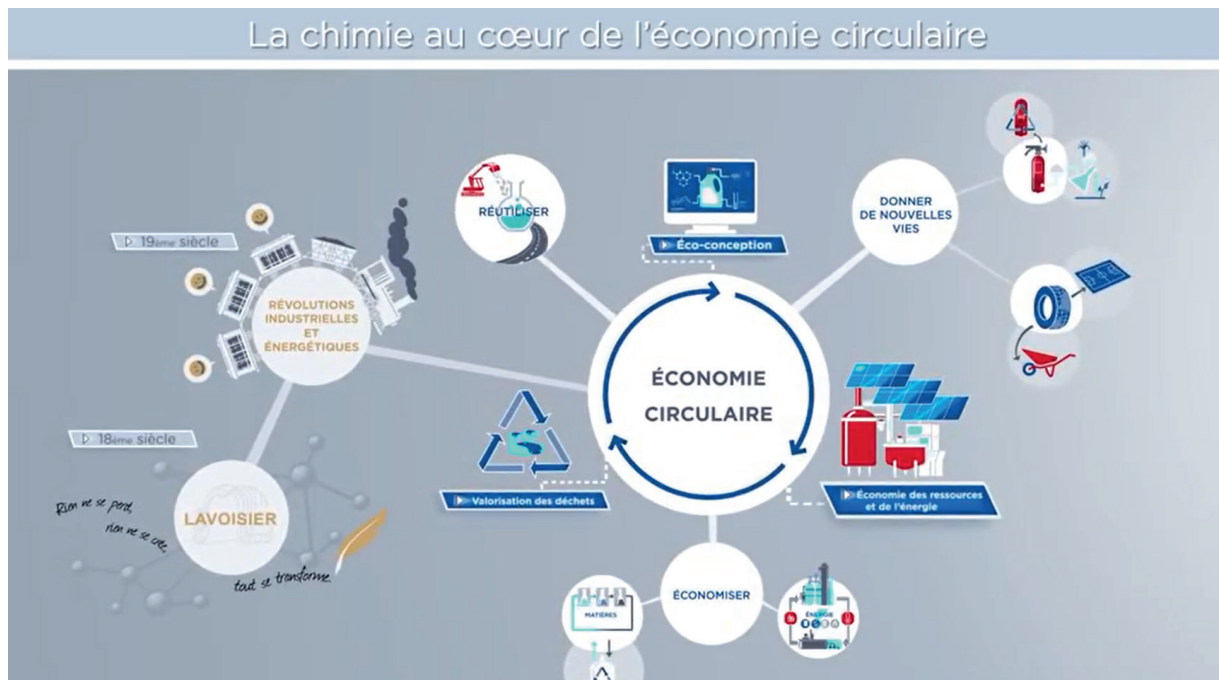 La chimie au cœur de l'économie circulaire
RÉUTILISER
Éco-conception
DONNER
DE NOUVELLES
VIES
19ème siècle
RÉVOLUTIONS
INDUSTRIELLES
ET
ÉNERGÉTIQUES
ÉCONOMIE
CIRCULAIRE
18ème siècle
Valorisation des déchets
Économie des ressources
et de l'énergie
LAVOISIER
Rien ne se perd,
rien ne se crée,
tout se transforme
ÉCONOMISER
MATIÈRES
ÉNERGIE